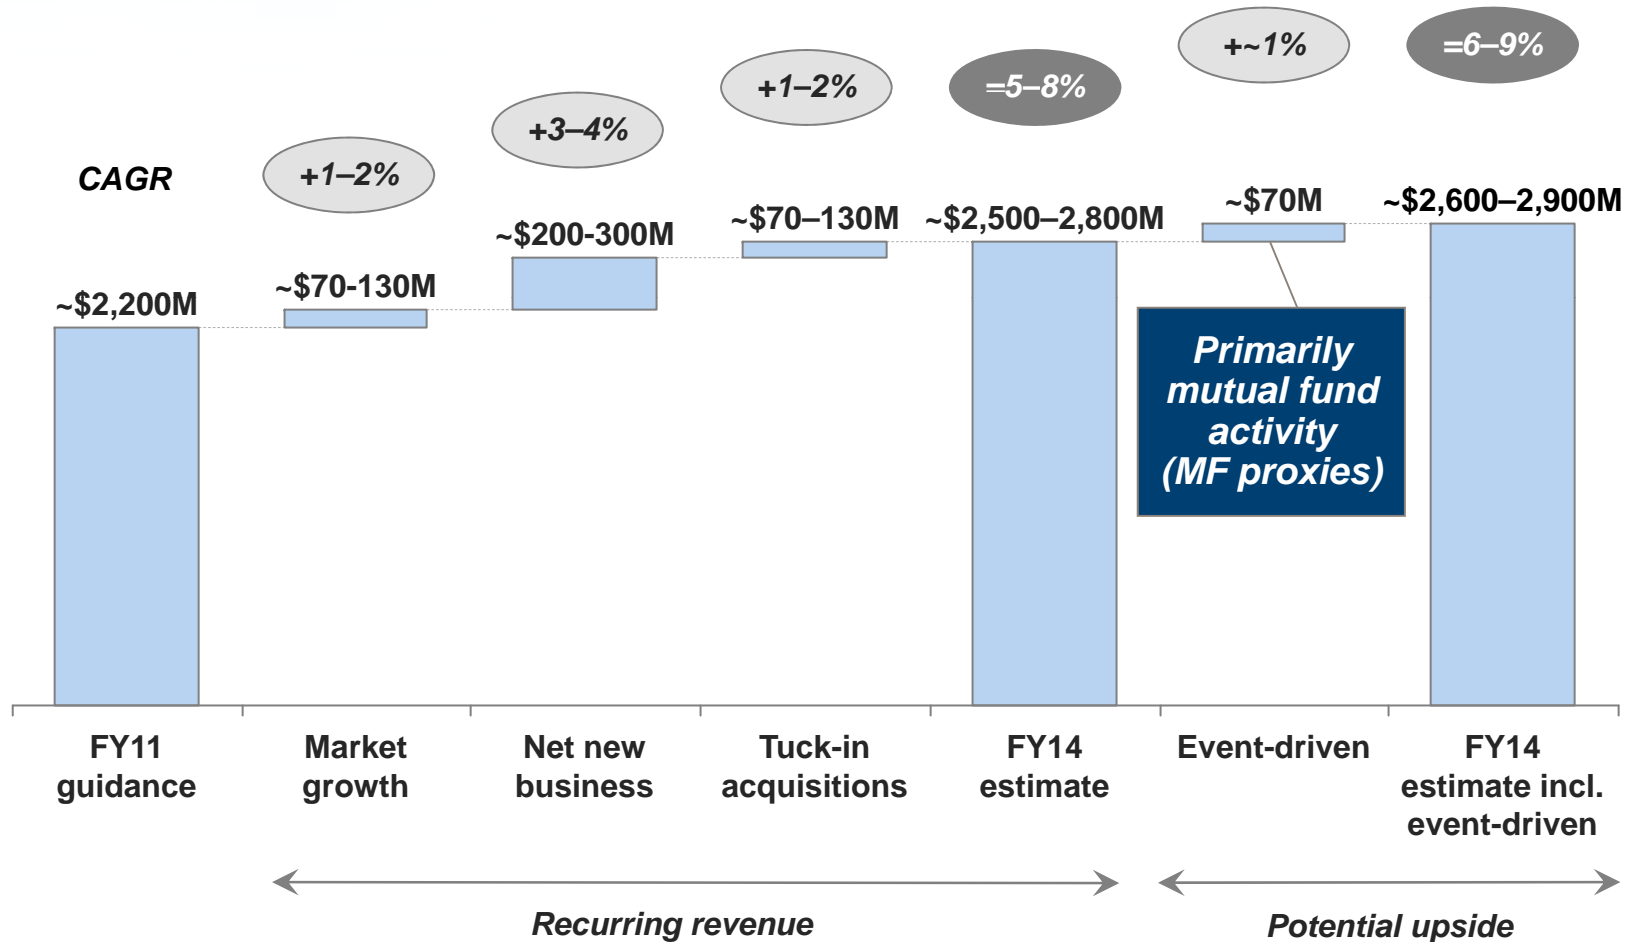 CAGR
+1–2%
+3–4%
+1–2%
=5–8%
+~1%
=6–9%
~$2,200M
~$70-130M
~$200-300M
~$70–130M
~$2,500–2,800M
~$70M
~$2,600–2,900M
Primarily
mutual fund
activity
(MF proxies)
FY11
guidance
Market
growth
Net new
business
Tuck-in
acquisitions
FY14
estimate
Event-driven
FY14
estimate incl.
event-driven
Recurring revenue
Potential upside